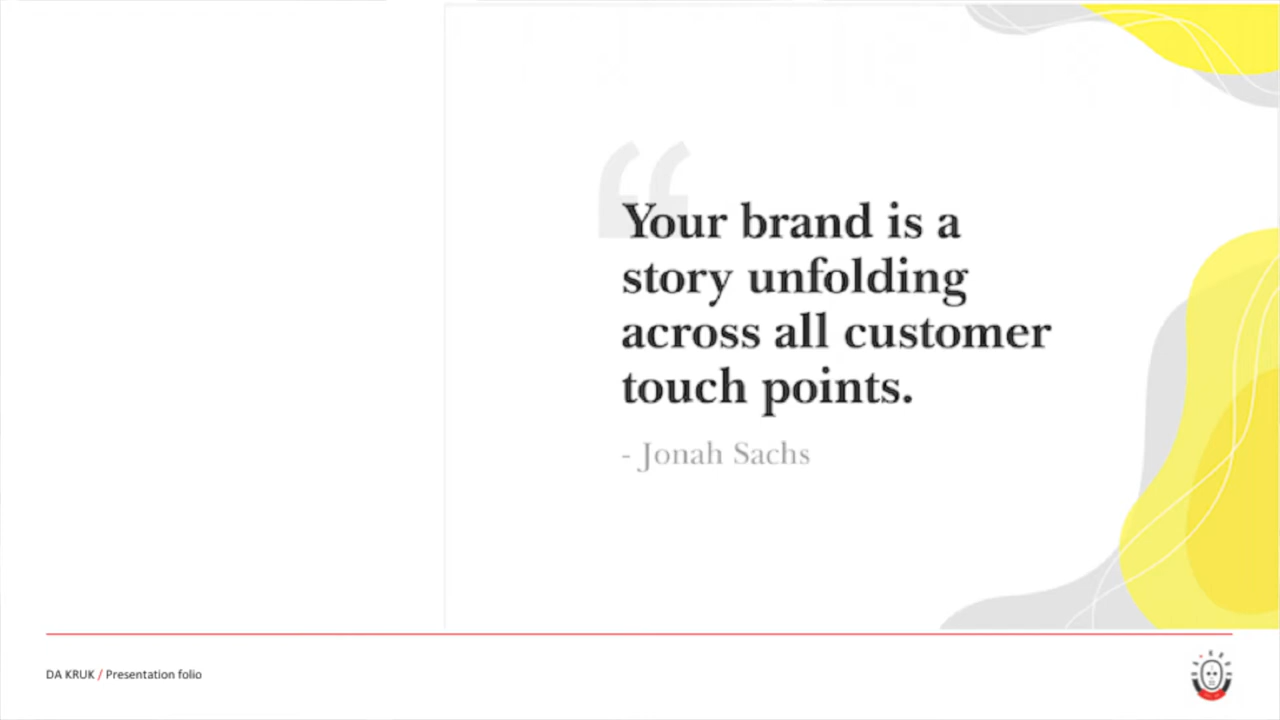 “
Your brand is a
story unfolding
across all customer
touch points.
- Jonah Sachs
DA KRUK / Presentation folio